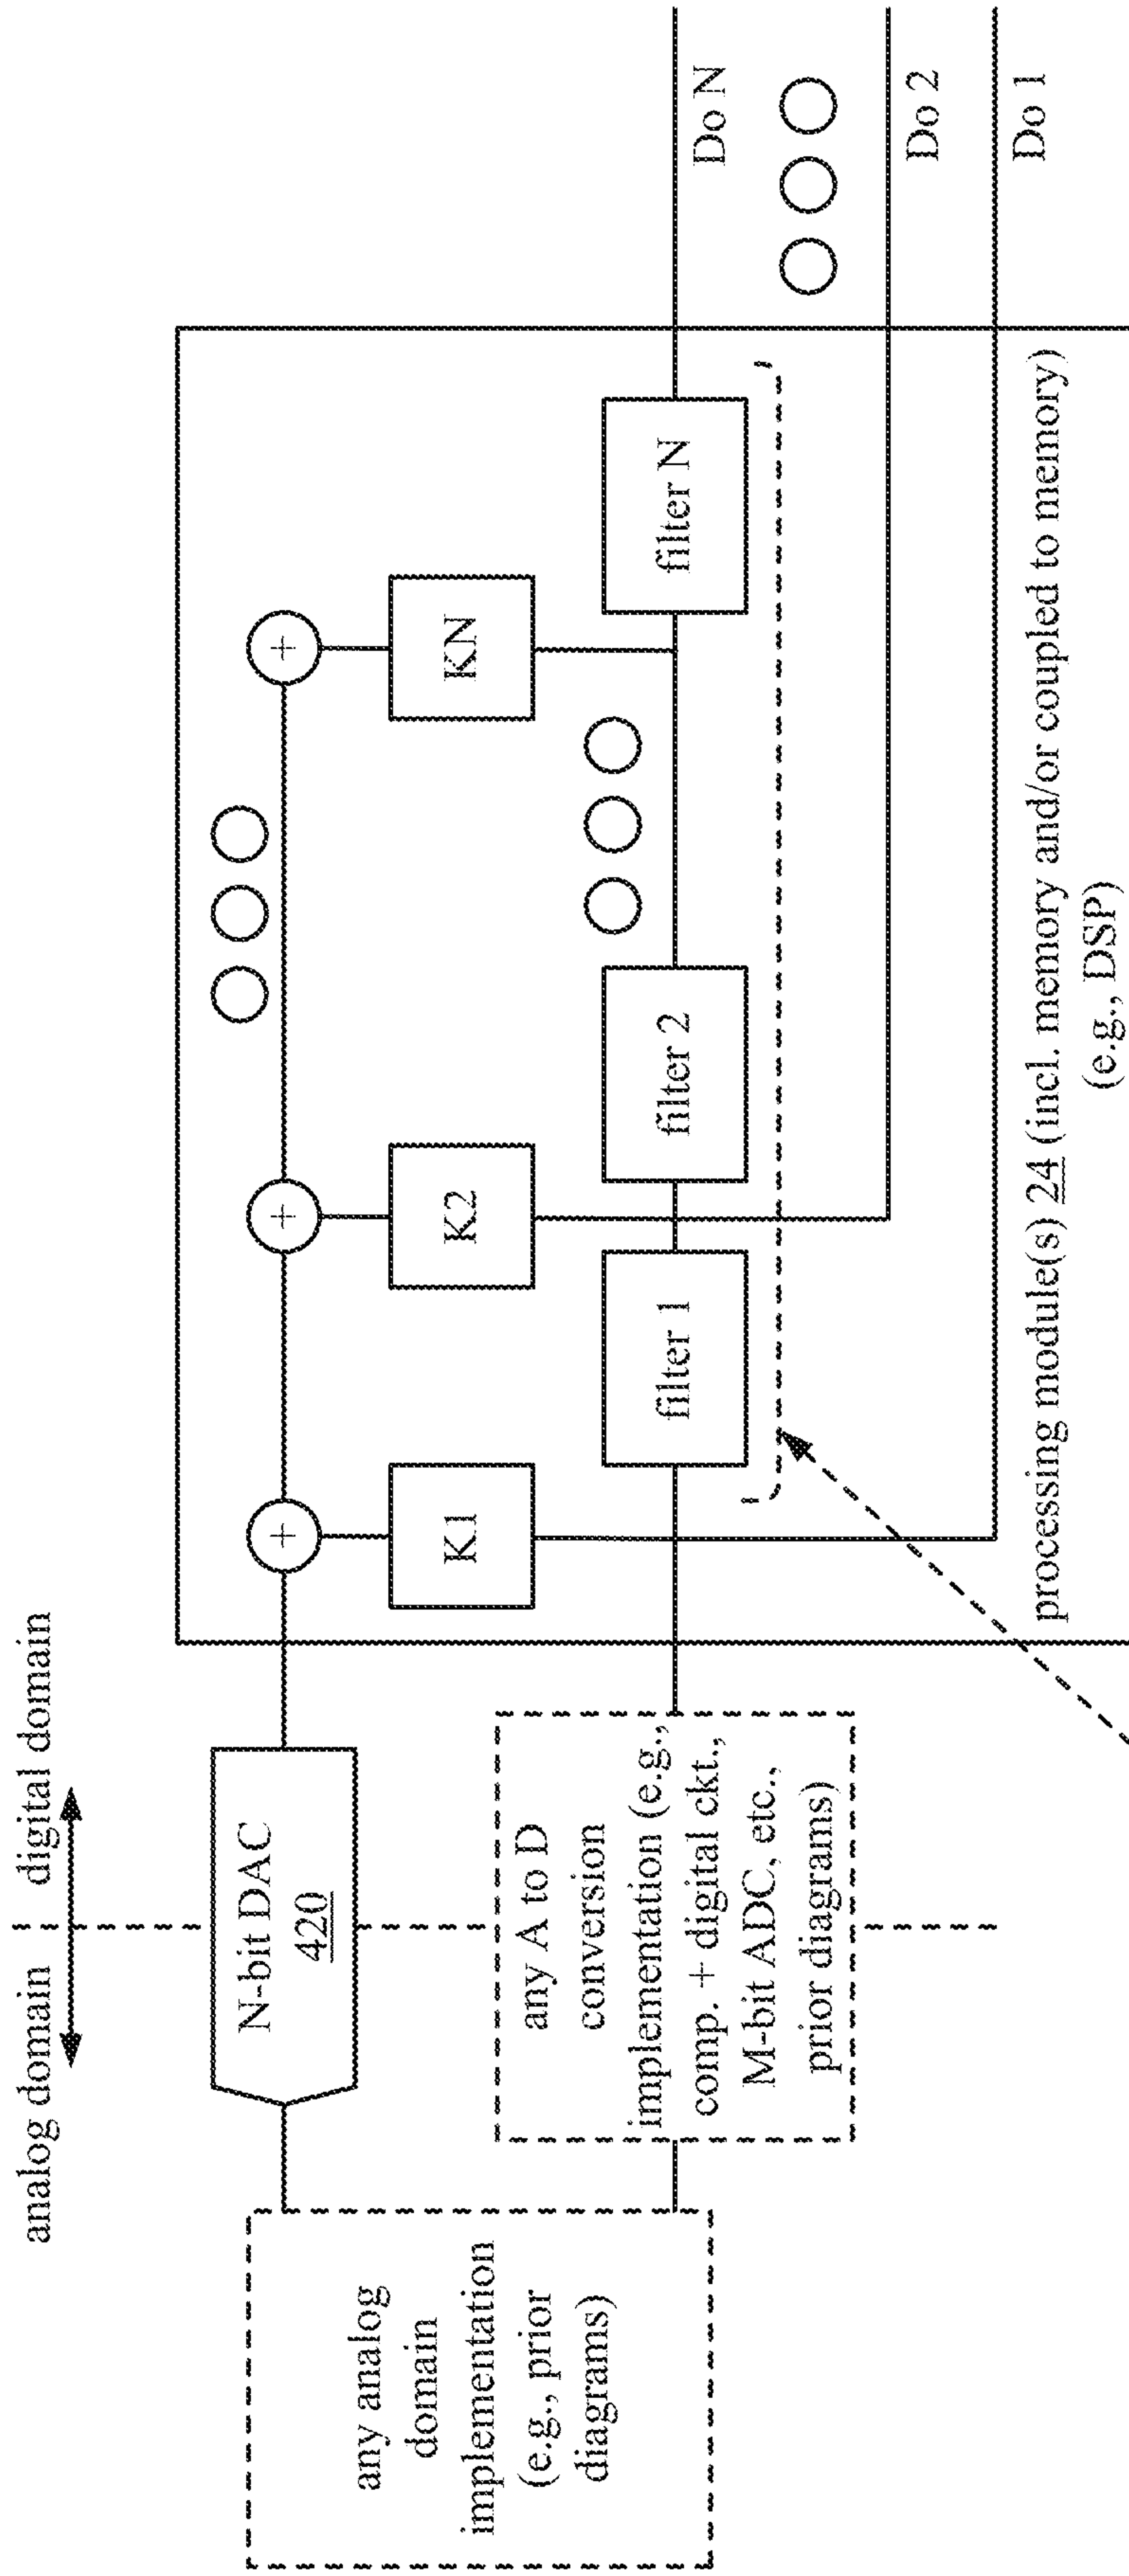 analog domain
digital domain
any analog
domain
implementation
(e.g., prior
diagrams)
N-bit DAC
420
any A to D
conversion
implementation (e.g.,
comp. + digital ckt.,
M-bit ADC, etc.,
prior diagrams)
+
+
+
K1
K2
KN
filter 1
filter 2
filter N
Do N
Do 2
Do 1
processing module(s) 24 (incl. memory and/or coupled to memory)
(e.g., DSP)